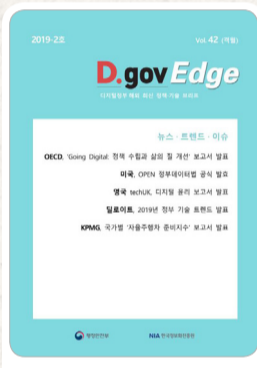 2019-2호
Vol. 42 (격월)
D.gov Edge
디지털정부 해외 최신 정책·기술 브리프
뉴스 · 트렌드 · 이슈
OECD, ‘Going Digital: 정책 수립과 삶의 질 개선’ 보고서 발표
미국, OPEN 정부데이터법 공식 발효
영국 techUK, 디지털 윤리 보고서 발표
딜로이트, 2019년 정부 기술 트렌드 발표
KPMG, 국가별 ‘자율주행차 준비지수’ 보고서 발표
행정안전부
NIA 한국정보화진흥원